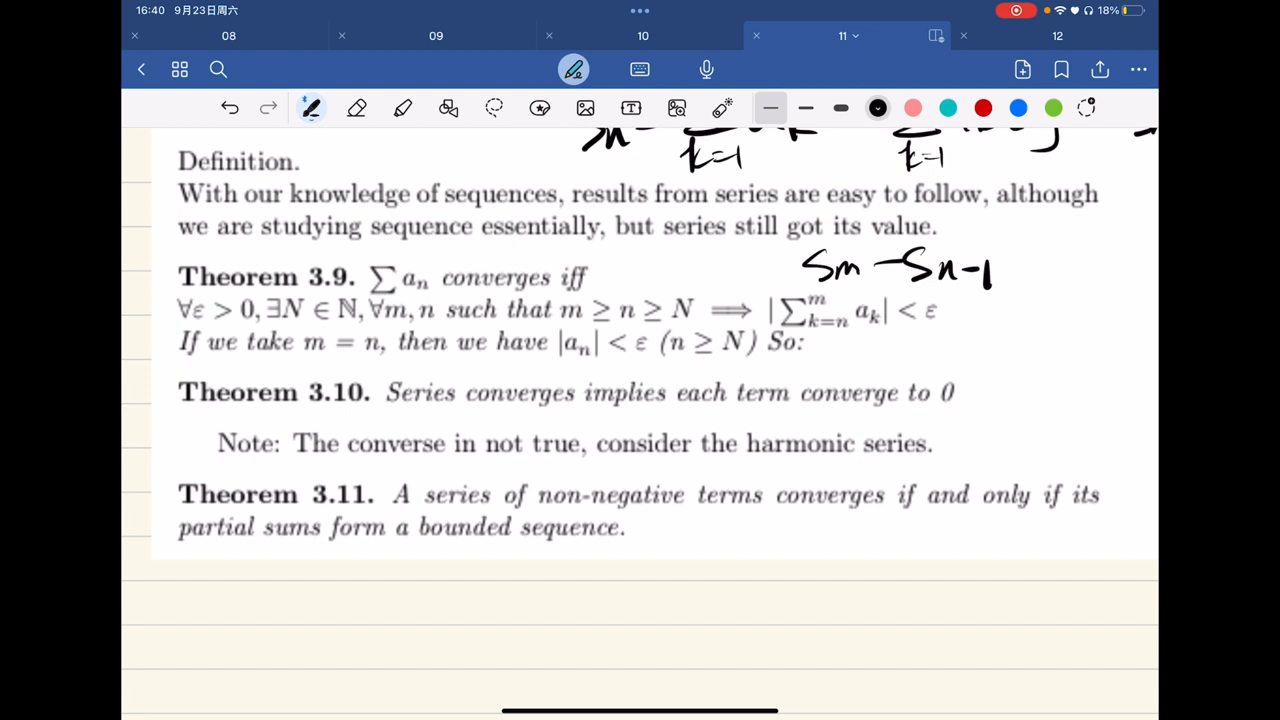 16:40 9月23日周六
18%
08
09
10
11
12
k=1
k=1
Definition.
With our knowledge of sequences, results from series are easy to follow, although
we are studying sequence essentially, but series still got its value.
Sm - Sn-1
Theorem 3.9. ∑ aₙ converges iff
∀ε > 0, ∃N ∈ ℕ, ∀m, n such that m ≥ n ≥ N ⟹ |∑ᵐₖ₌ₙ aₖ| < ε
If we take m = n, then we have |aₙ| < ε (n ≥ N) So:
Theorem 3.10. Series converges implies each term converge to 0
Note: The converse in not true, consider the harmonic series.
Theorem 3.11. A series of non-negative terms converges if and only if its
partial sums form a bounded sequence.